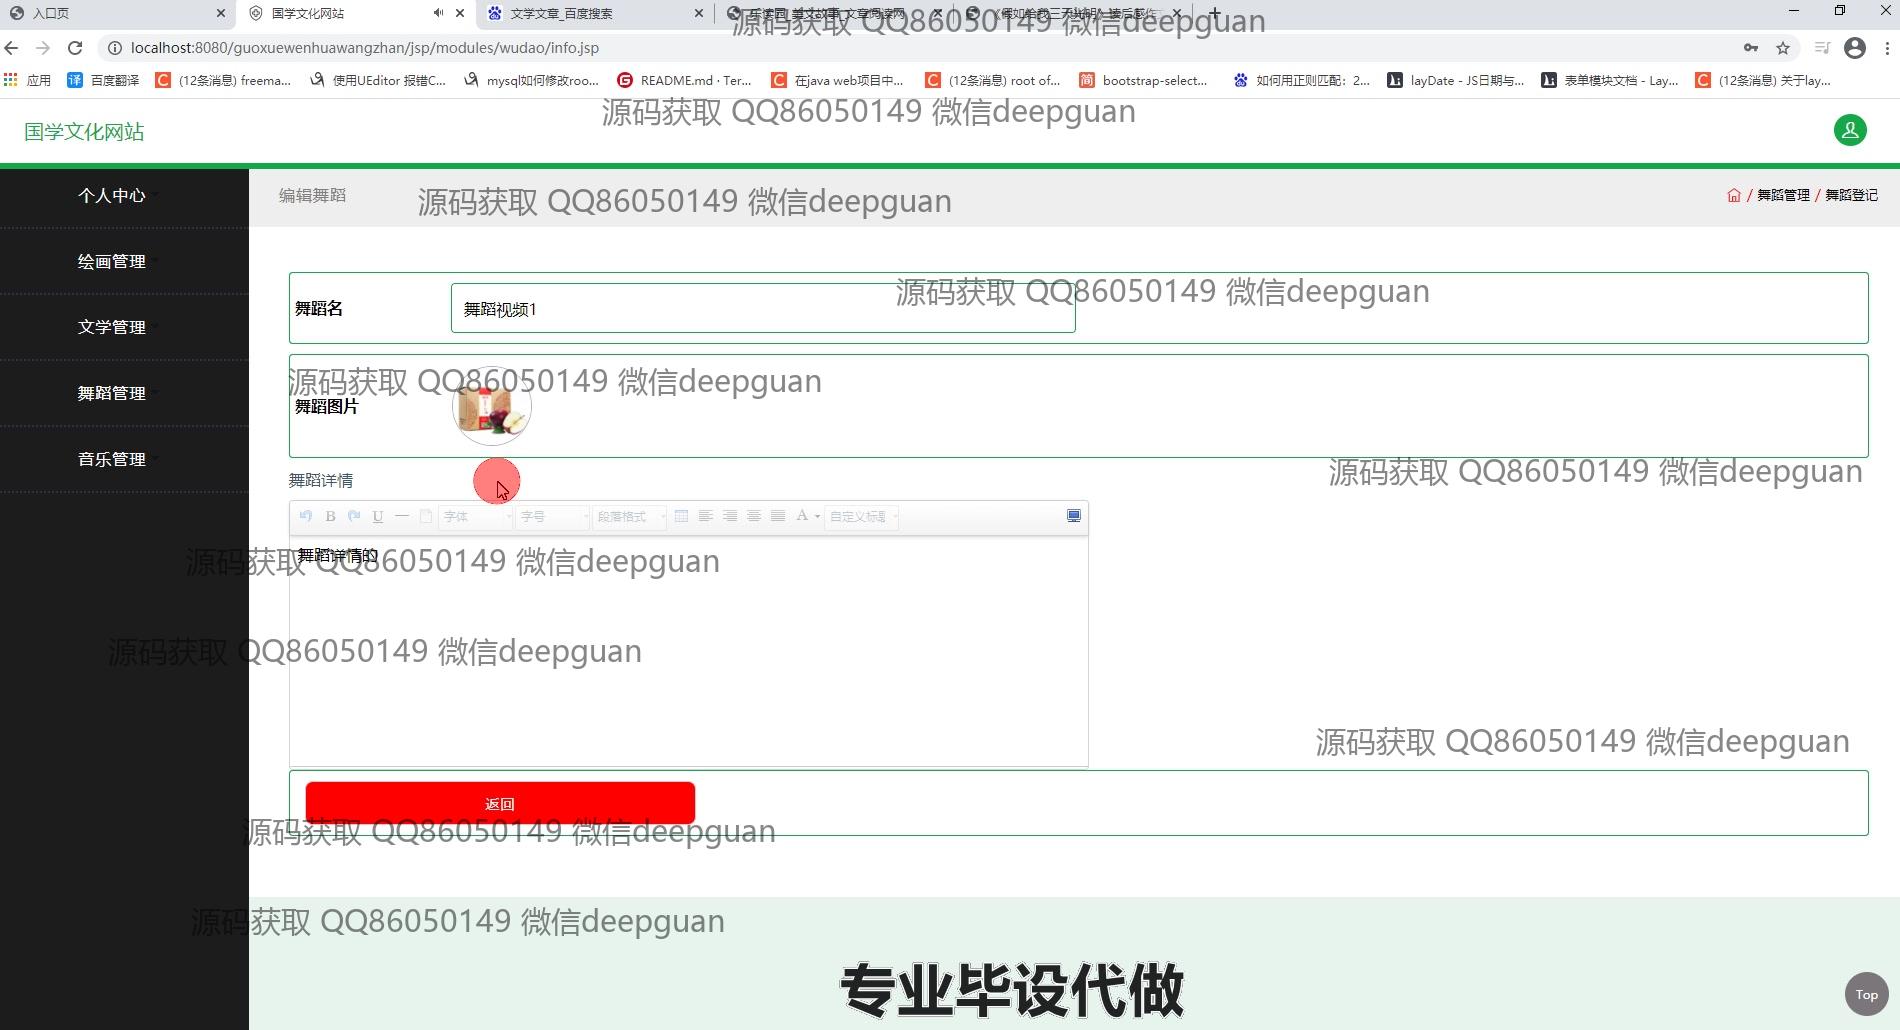 入口页
国学文化网站
文学文章_百度搜索
源码获取 QQ86050149 微信deepguan
localhost:8080/guoxuewenhuawangzhan/jsp/modules/wudao/info.jsp
应用
译 百度翻译
(12条消息) freema...
使用UEditor 报错C...
mysql如何修改roo...
README.md · Ter...
在java web项目中...
(12条消息) root of...
简 bootstrap-select...
如何用正则匹配：2...
layDate - JS日期与...
表单模块文档 - Lay...
(12条消息) 关于lay...
源码获取 QQ86050149 微信deepguan
国学文化网站
个人中心
编辑舞蹈
源码获取 QQ86050149 微信deepguan
/ 舞蹈管理 / 舞蹈登记
绘画管理
源码获取 QQ86050149 微信deepguan
舞蹈名
舞蹈视频1
文学管理
源码获取 QQ86050149 微信deepguan
舞蹈管理
舞蹈图片
音乐管理
源码获取 QQ86050149 微信deepguan
舞蹈详情
B U 字体 字号 段落格式 A 自定义标题
舞蹈详情的
源码获取 QQ86050149 微信deepguan
源码获取 QQ86050149 微信deepguan
源码获取 QQ86050149 微信deepguan
返回
源码获取 QQ86050149 微信deepguan
源码获取 QQ86050149 微信deepguan
专业毕设代做
Top